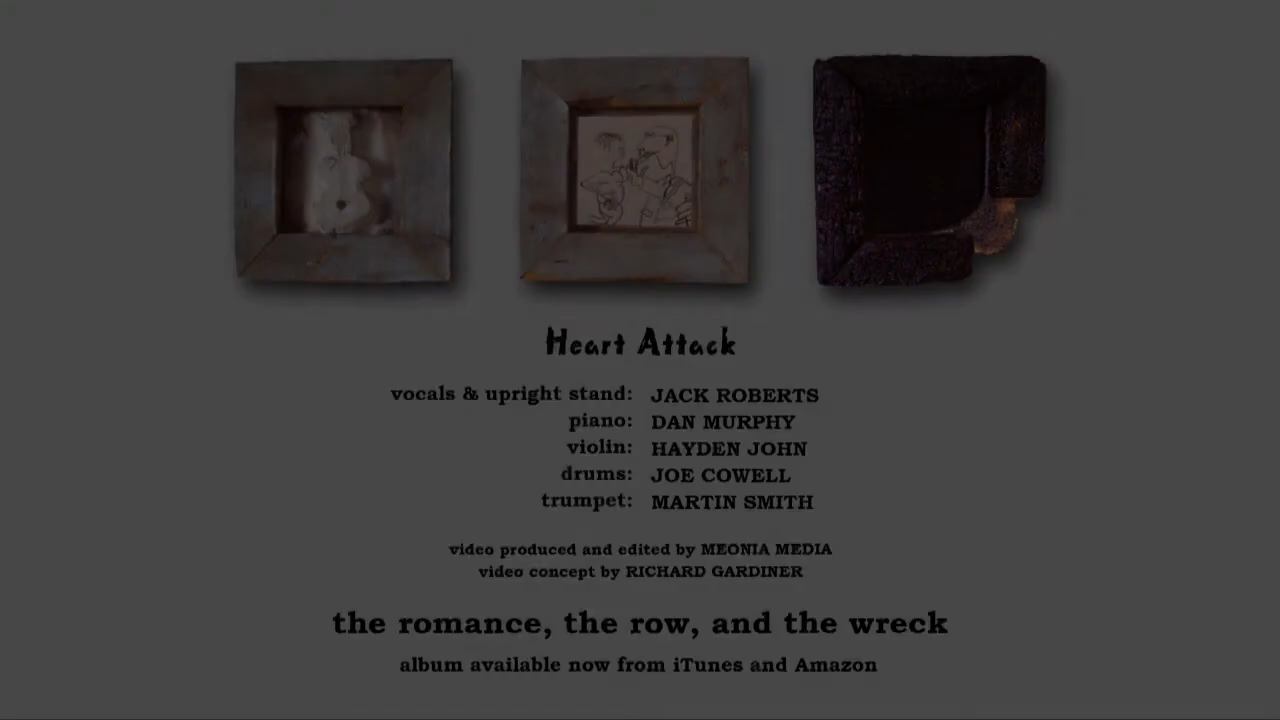 Heart Attack
vocals & upright stand: JACK ROBERTS
piano: DAN MURPHY
violin: HAYDEN JOHN
drums: JOE COWELL
trumpet: MARTIN SMITH
video produced and edited by MEONIA MEDIA
video concept by RICHARD GARDINER
the romance, the row, and the wreck
album available now from iTunes and Amazon